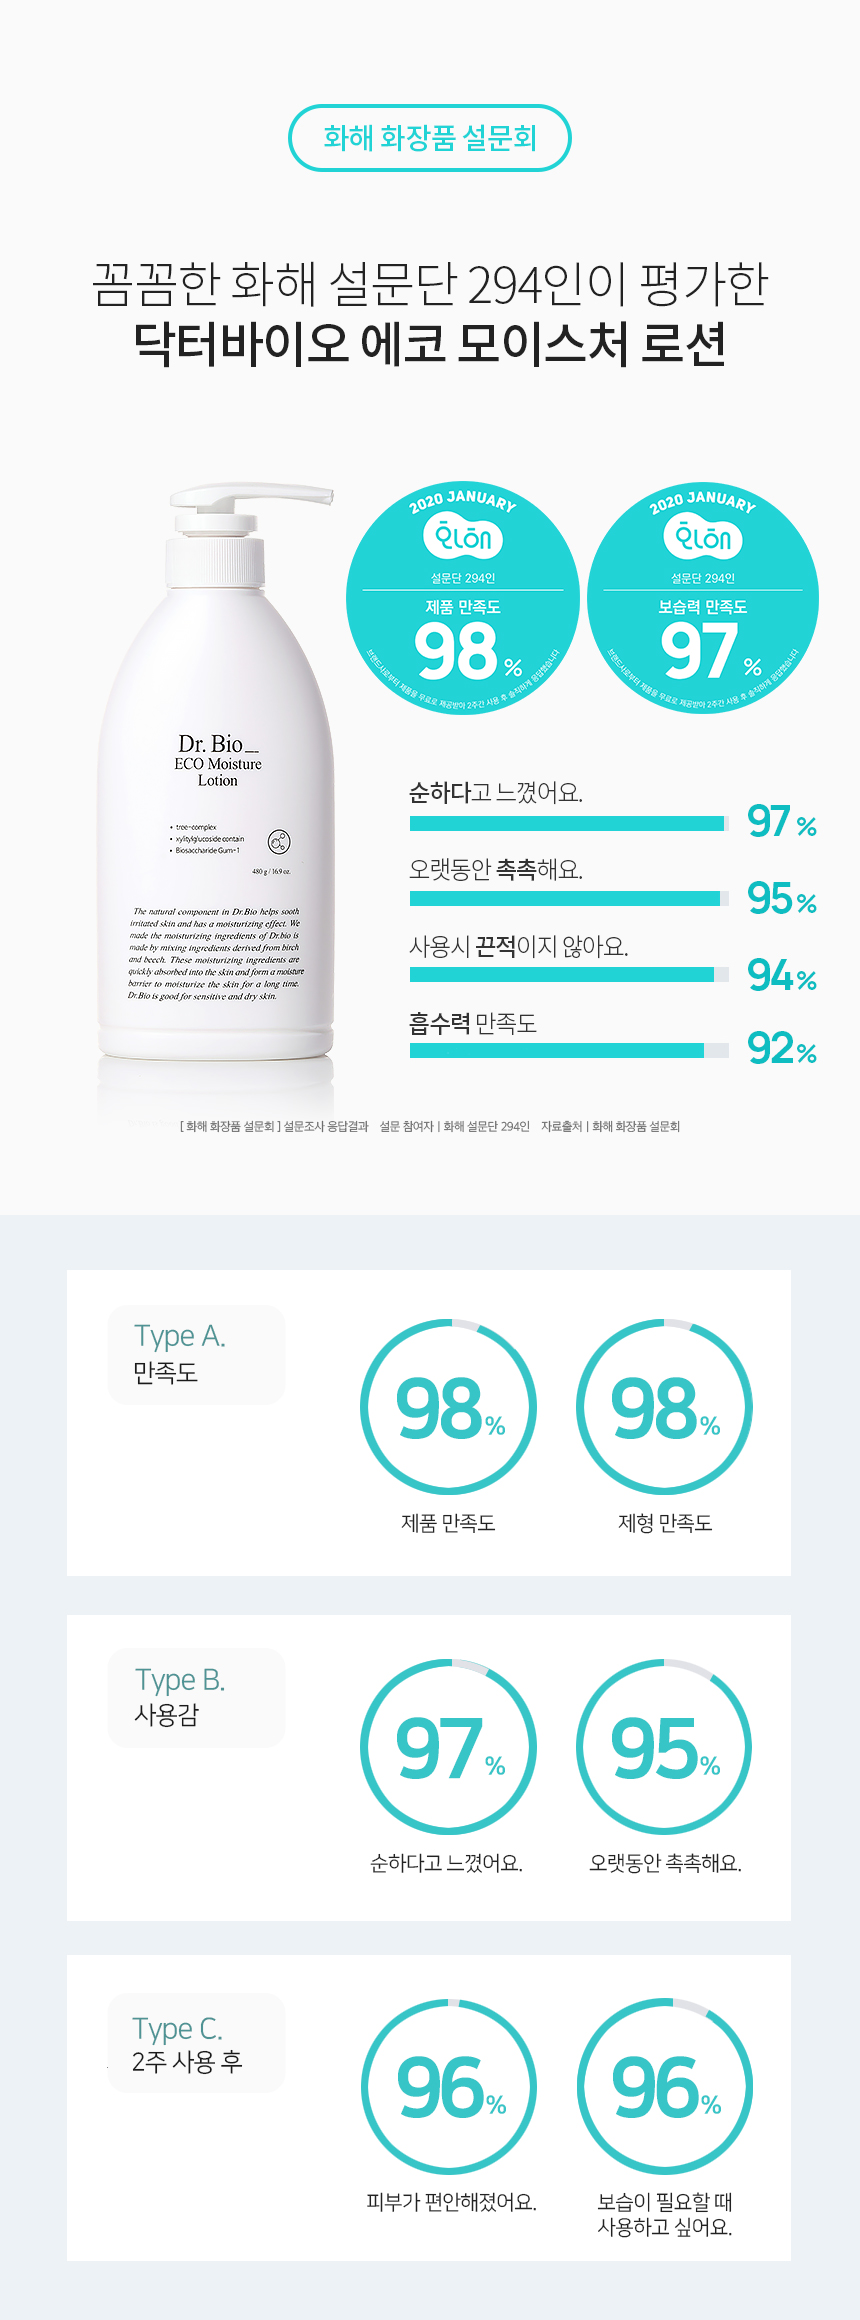 화해 화장품 설문회
꼼꼼한 화해 설문단 294인이 평가한
닥터바이오 에코 모이스처 로션
2020 JANUARY
설문단 294인
제품 만족도
98 %
브랜드사로부터 제품을 무료로 제공받아 2주간 사용 후 솔직하게 응답했습니다
2020 JANUARY
설문단 294인
보습력 만족도
97 %
브랜드사로부터 제품을 무료로 제공받아 2주간 사용 후 솔직하게 응답했습니다
Dr. Bio__
ECO Moisture
Lotion
• tree-complex
• xylitylglucoside contain
• Biosaccharide Gum-1
480 g / 16.9 oz.
The natural component in Dr.Bio helps sooth
irritated skin and has a moisturizing effect. We
made the moisturizing ingredients of Dr.bio is
made by mixing ingredients derived from birch
and beech. These moisturizing ingredients are
quickly absorbed into the skin and form a moisture
barrier to moisturize the skin for a long time.
Dr.Bio is good for sensitive and dry skin.
순하다고 느꼈어요.
97 %
오랫동안 촉촉해요.
95 %
사용시 끈적이지 않아요.
94 %
흡수력 만족도
92 %
[ 화해 화장품 설문회 ] 설문조사 응답결과 설문 참여자 | 화해 설문단 294인 자료출처 | 화해 화장품 설문회
Type A.
만족도
98%
제품 만족도
98%
제형 만족도
Type B.
사용감
97%
순하다고 느꼈어요.
95%
오랫동안 촉촉해요.
Type C.
2주 사용 후
96%
피부가 편안해졌어요.
96%
보습이 필요할 때
사용하고 싶어요.